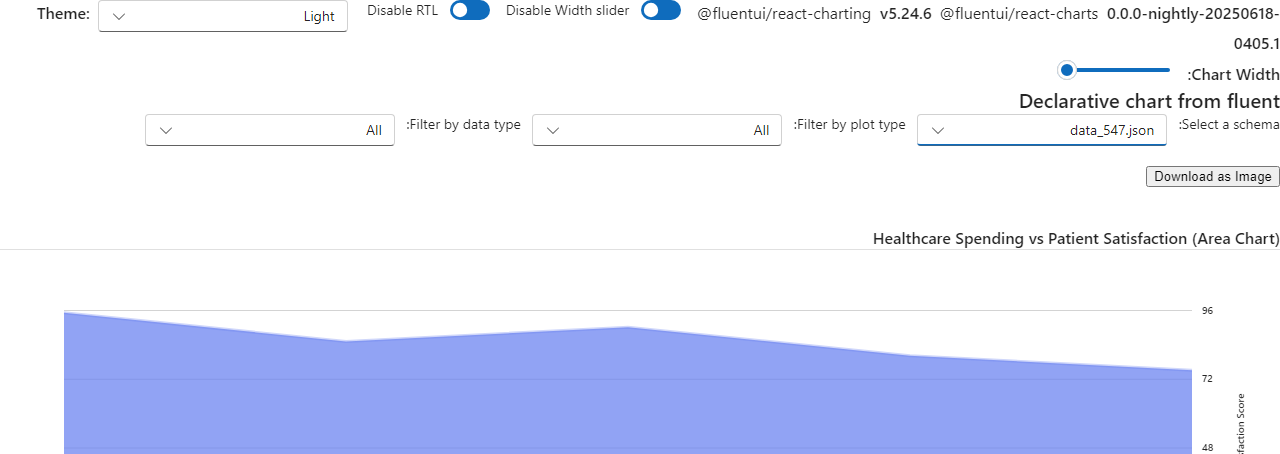 Theme: Light Disable RTL Disable Width slider @fluentui/react-charting v5.24.6 @fluentui/react-charts 0.0.0-nightly-20250618-
0405.1
:Chart Width
Declarative chart from fluent
:Select a schema data_547.json :Filter by plot type All :Filter by data type All
Download as Image
Healthcare Spending vs Patient Satisfaction (Area Chart)
96
72
48
Score